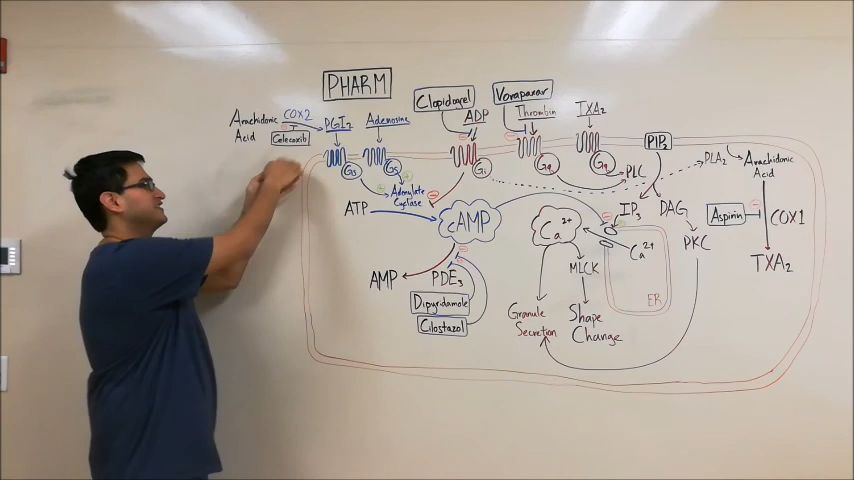 PHARM
Clopidogel
Vorapaxar
Arachidonic
Acid
COX2
Celecoxib
PGI2
Adenosine
ADP
Thrombin
TXA2
PIP2
Gs
Gs
Gi
Gq
Gq
PLC
PLA2
Arachidonic
Acid
Adenylate
Cyclase
ATP
cAMP
IP3
DAG
Aspirin
COX1
Ca2+
Ca2+
PKC
TXA2
MLCK
AMP
PDE3
Dipyridamole
Cilostazol
ER
Granule
Secretion
Shape
Change